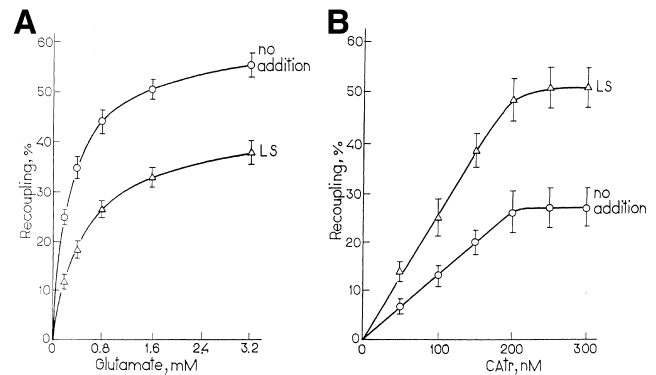 A
60
50
40
30
20
10
0
Recoupling, %
no
addition
LS
0 0.8 1.6 2.4 3.2
Glutamate, mM
B
60
50
40
30
20
10
0
Recoupling, %
LS
no
addition
0 100 200 300
CAtr, nM